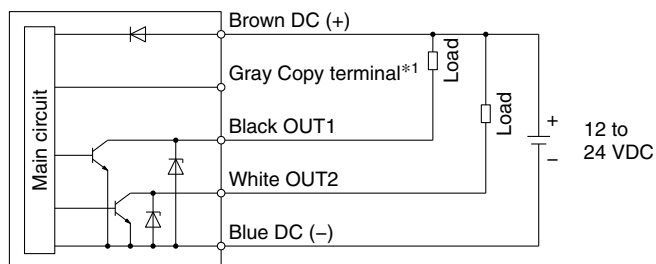 Brown DC (+)
Gray Copy terminal*1
Black OUT1
White OUT2
Blue DC (−)
Main circuit
Load
Load
+
−
12 to
24 VDC